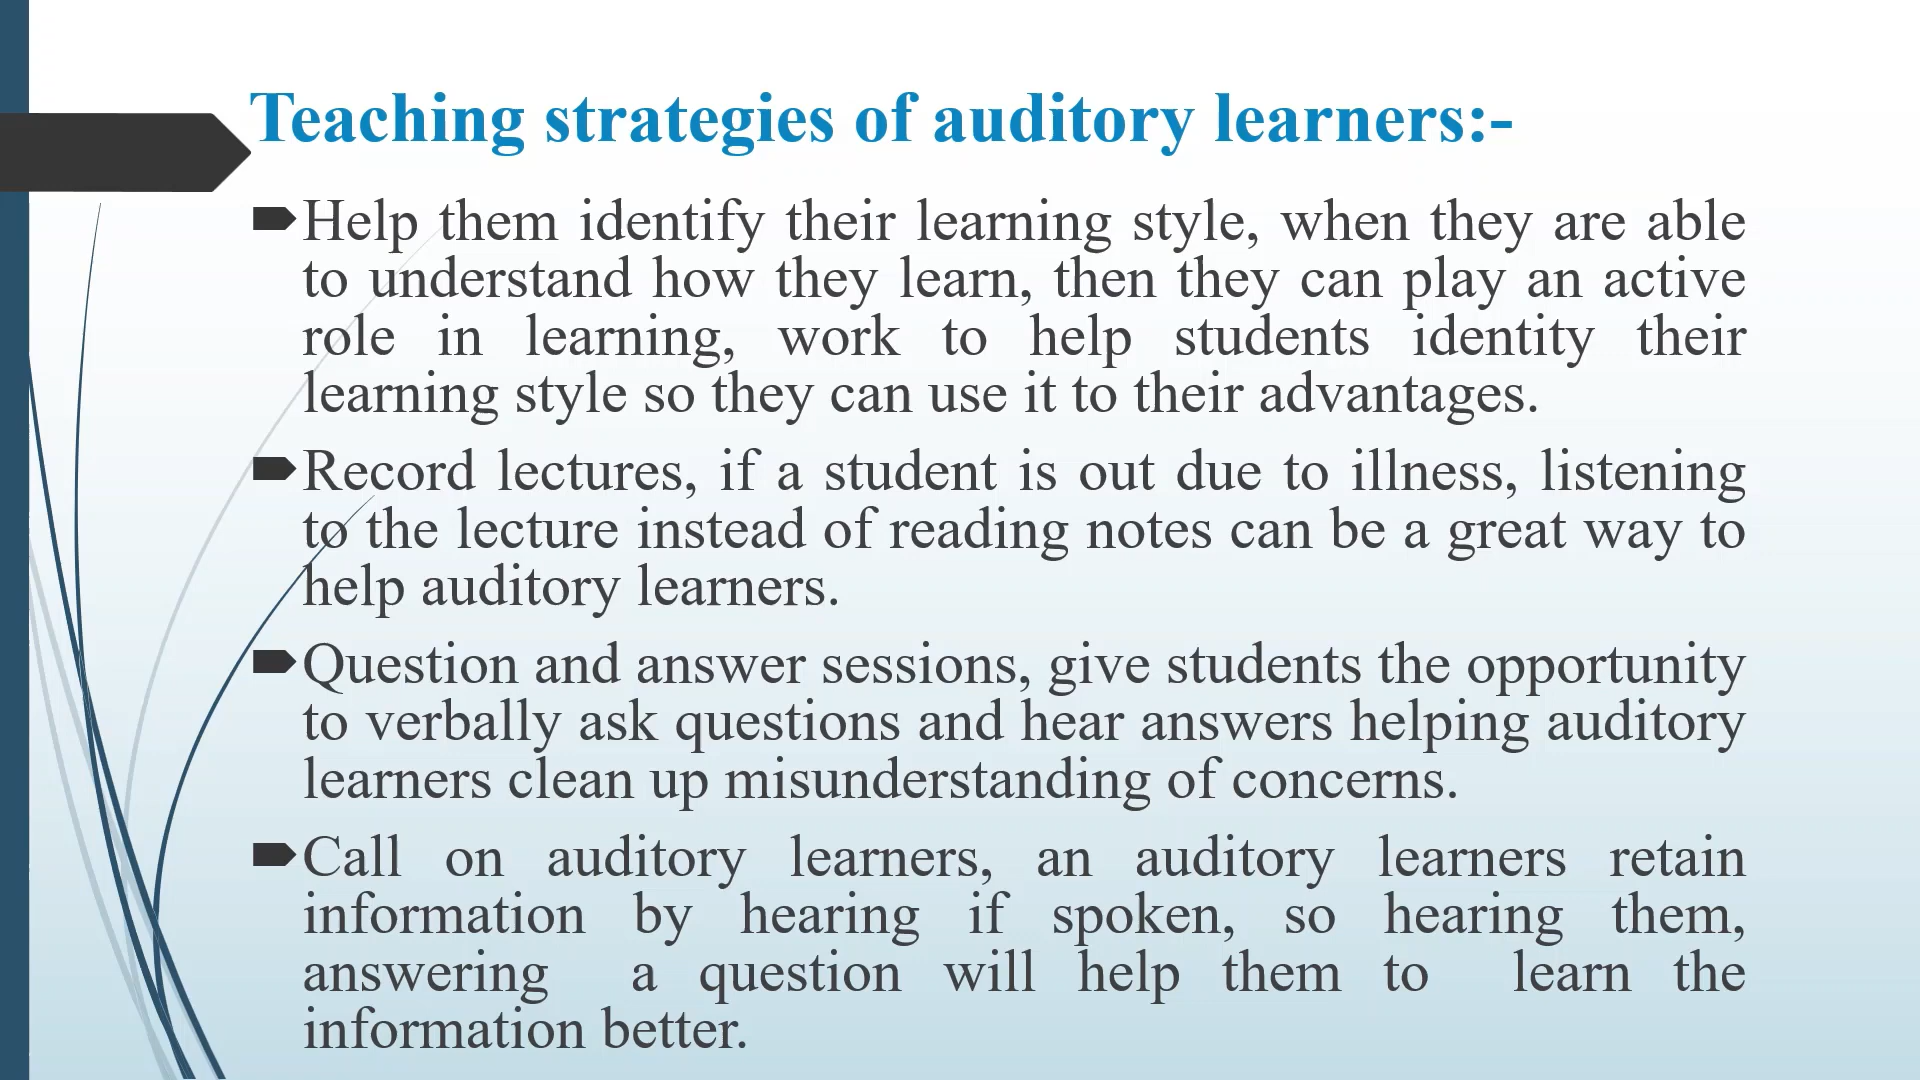 Teaching strategies of auditory learners:-
Help them identify their learning style, when they are able
to understand how they learn, then they can play an active
role in learning, work to help students identity their
learning style so they can use it to their advantages.
Record lectures, if a student is out due to illness, listening
to the lecture instead of reading notes can be a great way to
help auditory learners.
Question and answer sessions, give students the opportunity
to verbally ask questions and hear answers helping auditory
learners clean up misunderstanding of concerns.
Call on auditory learners, an auditory learners retain
information by hearing if spoken, so hearing them,
answering a question will help them to learn the
information better.